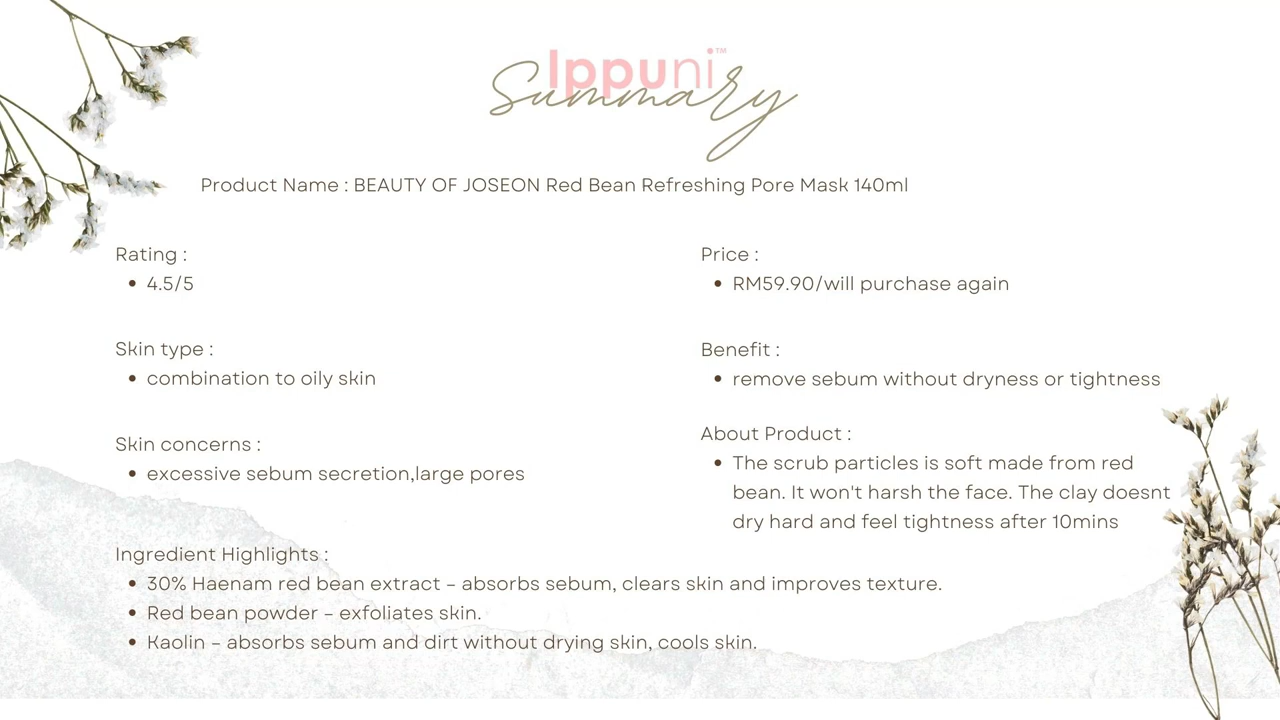 Ippuni™
Summary
Product Name : BEAUTY OF JOSEON Red Bean Refreshing Pore Mask 140ml
Rating :
• 4.5/5
Skin type :
• combination to oily skin
Skin concerns :
• excessive sebum secretion,large pores
Price :
• RM59.90/will purchase again
Benefit :
• remove sebum without dryness or tightness
About Product :
• The scrub particles is soft made from red
bean. It won't harsh the face. The clay doesnt
dry hard and feel tightness after 10mins
Ingredient Highlights :
• 30% Haenam red bean extract – absorbs sebum, clears skin and improves texture.
• Red bean powder – exfoliates skin.
• Kaolin – absorbs sebum and dirt without drying skin, cools skin.